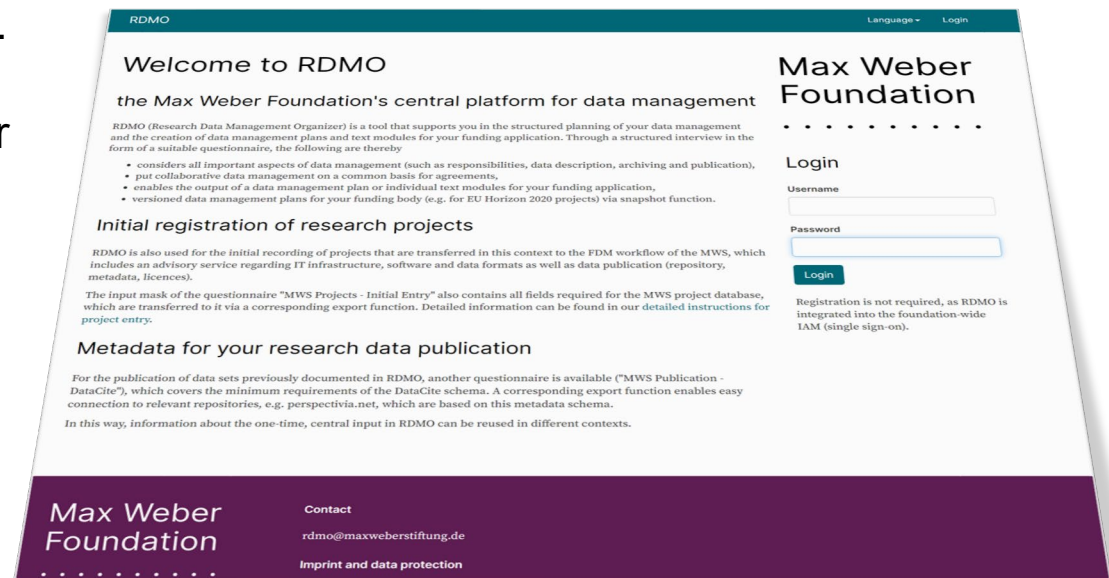 RDMO
Language
Login
Welcome to RDMO
the Max Weber Foundation's central platform for data management
RDMO (Research Data Management Organizer) is a tool that supports you in the structured planning of your data management
and the creation of data management plans and text modules for your funding application. Through a structured interview in the
form of a suitable questionnaire, the following are thereby
• considers all important aspects of data management (such as responsibilities, data description, archiving and publication),
• put collaborative data management on a common basis for agreements,
• enables the output of a data management plan or individual text modules for your funding application,
• versioned data management plans for your funding body (e.g. for EU Horizon 2020 projects) via snapshot function.
Initial registration of research projects
RDMO is also used for the initial recording of projects that are transferred in this context to the FDM workflow of the MWS, which
includes an advisory service regarding IT infrastructure, software and data formats as well as data publication (repository,
metadata, licences).
The input mask of the questionnaire "MWS Projects - Initial Entry" also contains all fields required for the MWS project database,
which are transferred to it via a corresponding export function. Detailed information can be found in our detailed instructions for
project entry.
Metadata for your research data publication
For the publication of data sets previously documented in RDMO, another questionnaire is available ("MWS Publication -
DataCite"), which covers the minimum requirements of the DataCite schema. A corresponding export function enables easy
connection to relevant repositories, e.g. perspectivia.net, which are based on this metadata schema.
In this way, information about the one-time, central input in RDMO can be reused in different contexts.
Max Weber
Foundation
Login
Username
Password
Login
Registration is not required, as RDMO is
integrated into the foundation-wide
IAM (single sign-on).
Max Weber
Foundation
Contact
rdmo@maxweberstiftung.de
Imprint and data protection